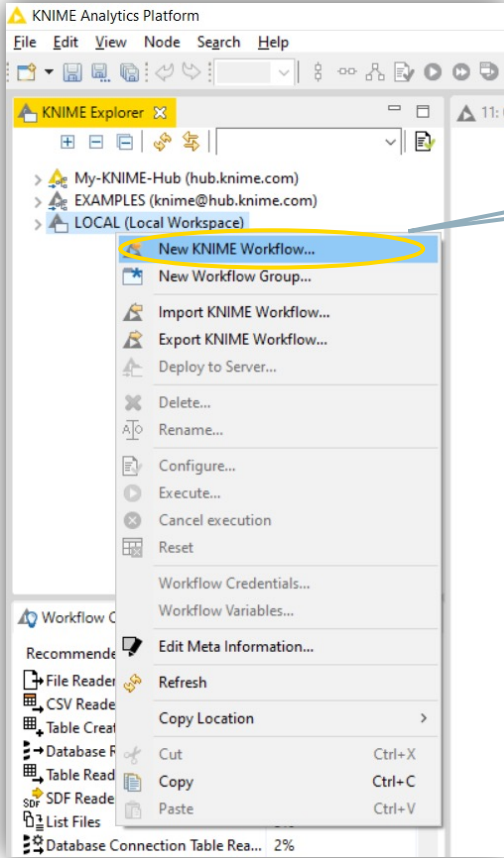 KNIME Analytics Platform
File Edit View Node Search Help
KNIME Explorer
11:
My-KNIME-Hub (hub.knime.com)
EXAMPLES (knime@hub.knime.com)
LOCAL (Local Workspace)
New KNIME Workflow...
New Workflow Group...
Import KNIME Workflow...
Export KNIME Workflow...
Deploy to Server...
Delete...
Rename...
Configure...
Execute...
Cancel execution
Reset
Workflow Credentials...
Workflow Variables...
Edit Meta Information...
Refresh
Copy Location
Cut Ctrl+X
Copy Ctrl+C
Paste Ctrl+V
Workflow C
Recommende
File Reader
CSV Reade
Table Creat
Database R
Table Read
SDF Reade
List Files
Database Connection Table Rea... 2%